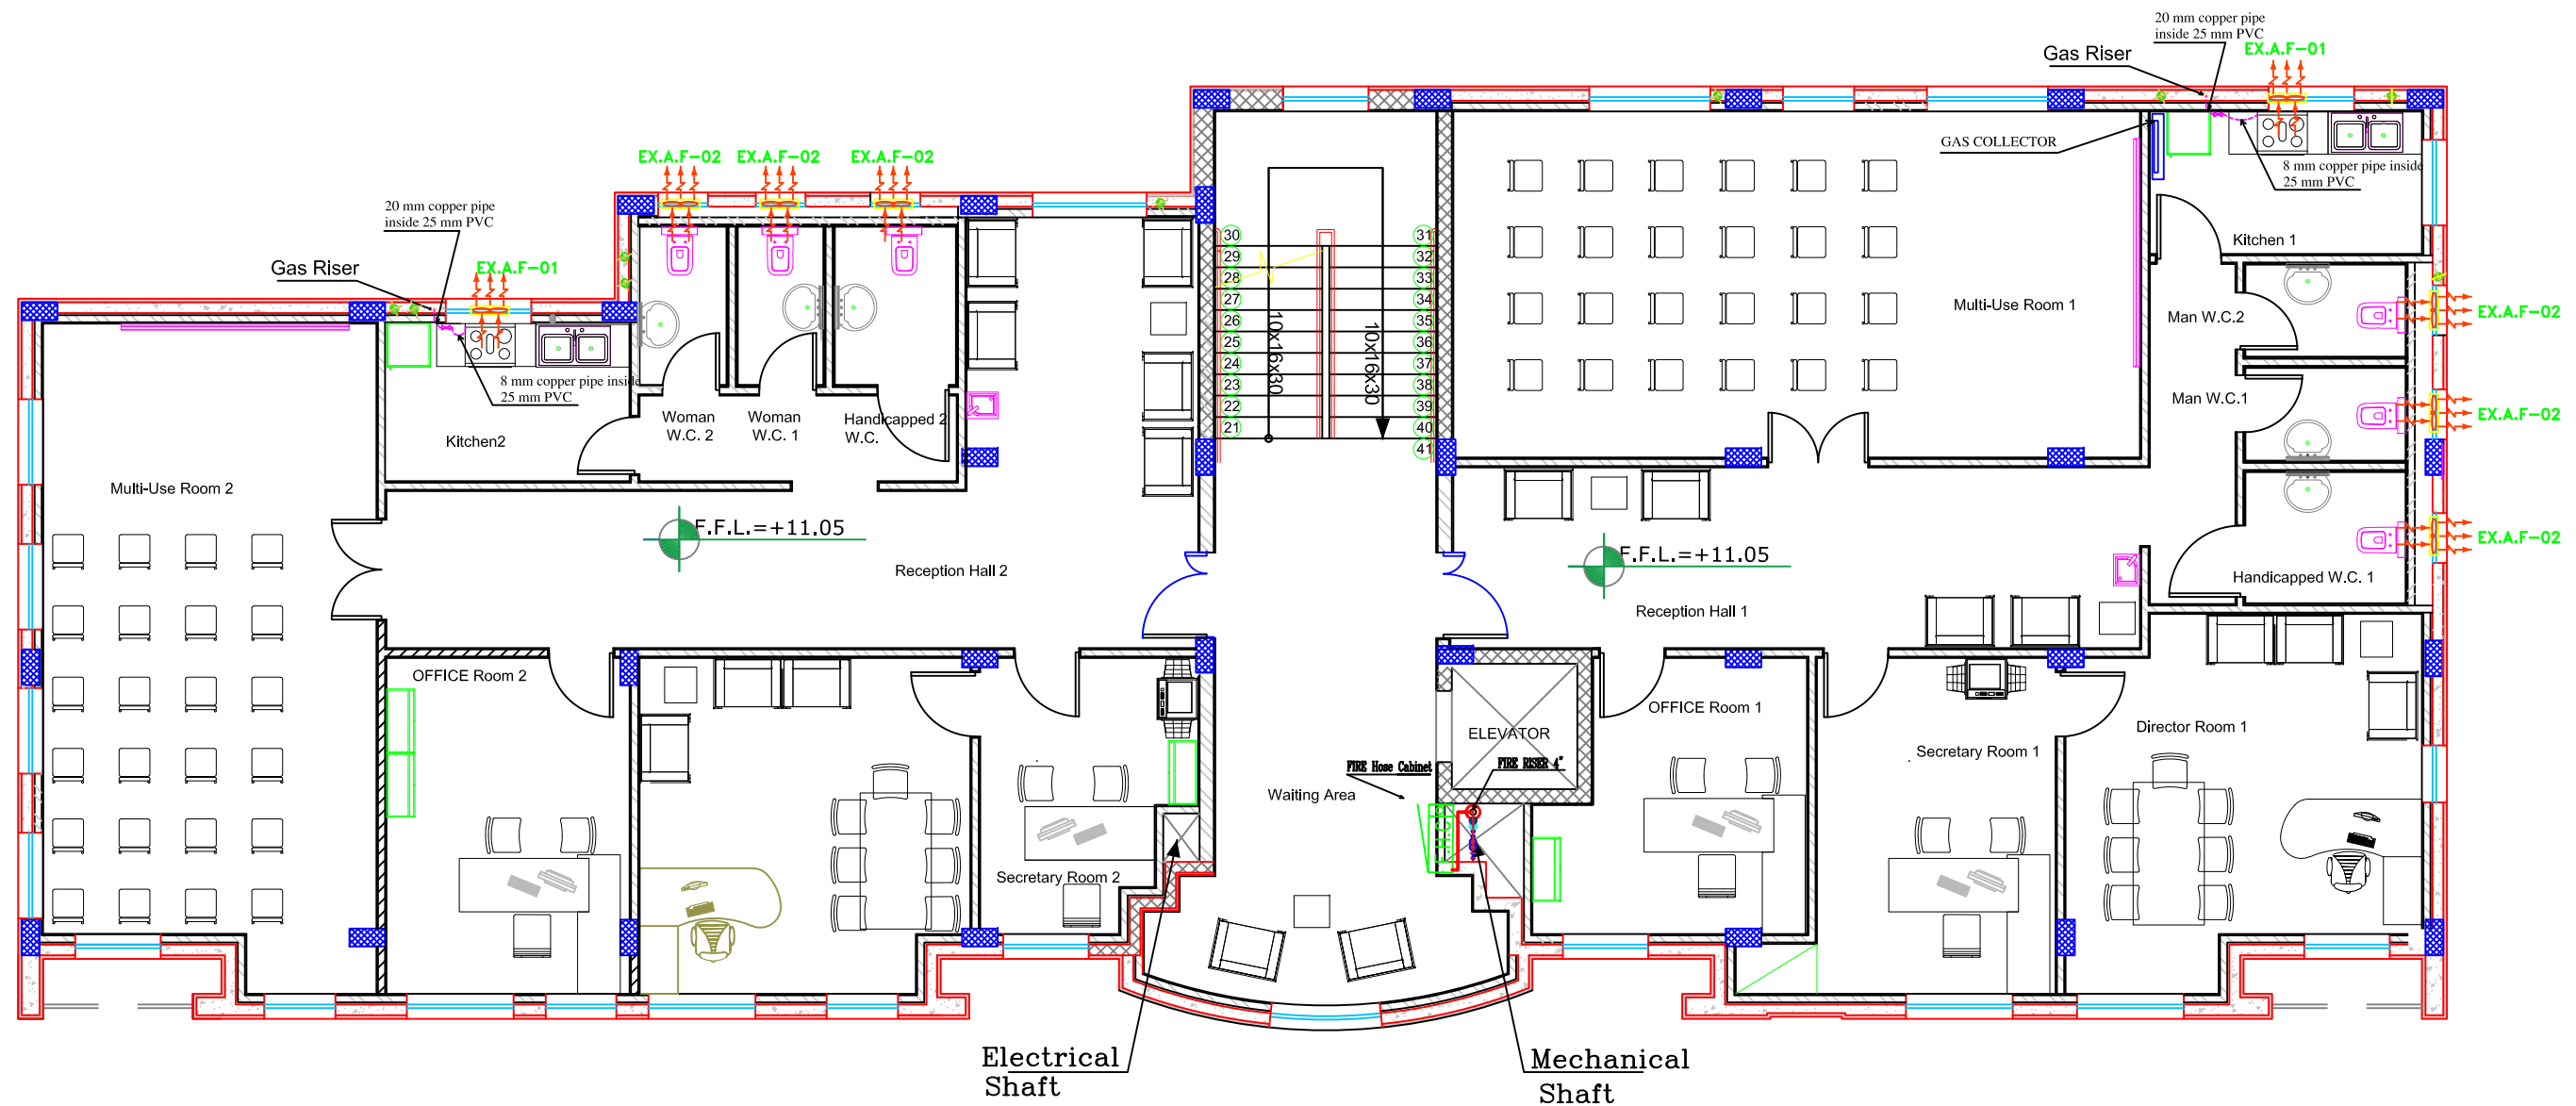 20 mm copper pipe
inside 25 mm PVC
Gas Riser
EX.A.F-01
GAS COLLECTOR
8 mm copper pipe inside
25 mm PVC
Kitchen 1
EX.A.F-02
EX.A.F-02
EX.A.F-02
20 mm copper pipe
inside 25 mm PVC
Gas Riser
EX.A.F-01
8 mm copper pipe inside
25 mm PVC
Kitchen2
Woman
W.C. 2
Woman
W.C. 1
Handicapped 2
W.C.
30
29
28
27
26
25
24
23
22
21
10x16x30
10x16x30
31
32
33
34
35
36
37
38
39
40
41
Multi-Use Room 1
Man W.C.2
EX.A.F-02
Man W.C.1
EX.A.F-02
EX.A.F-02
Handicapped W.C. 1
Multi-Use Room 2
F.F.L.=+11.05
Reception Hall 2
F.F.L.=+11.05
Reception Hall 1
OFFICE Room 2
OFFICE Room 1
ELEVATOR
Director Room 1
Secretary Room 1
FIRE Hose Cabinet
FIRE RISER 4"
Waiting Area
F.H.C
Secretary Room 2
Electrical
Shaft
Mechanical
Shaft